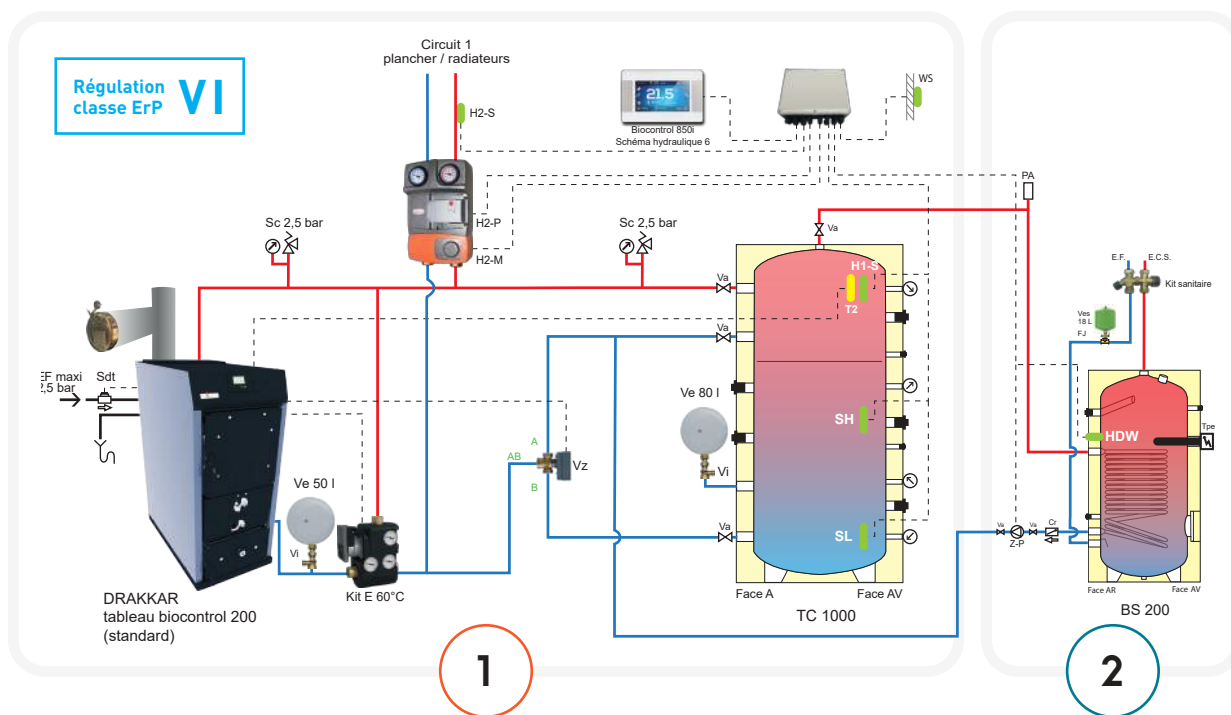 Régulation
classe ErP VI
Circuit 1
plancher / radiateurs
H2-S
21.5
Biocontrol 850i
Schéma hydraulique 6
WS
PA
H2-P
H2-M
Sc 2,5 bar
Sc 2,5 bar
Va
E.F.
E.C.S.
Kit sanitaire
Ves
18 L
FJ
Va
H1-S
T2
Va
EF maxi
2,5 bar
Sdt
Ve 80 l
SH
HDW
Tpe
A
AB
B
Vz
Vi
Ve 50 l
Vi
Va
SL
Va
Va
Cr
Z-P
Kit E 60°C
DRAKKAR
tableau biocontrol 200
(standard)
Face A
Face AV
TC 1000
Face AR
Face AV
BS 200
1
2